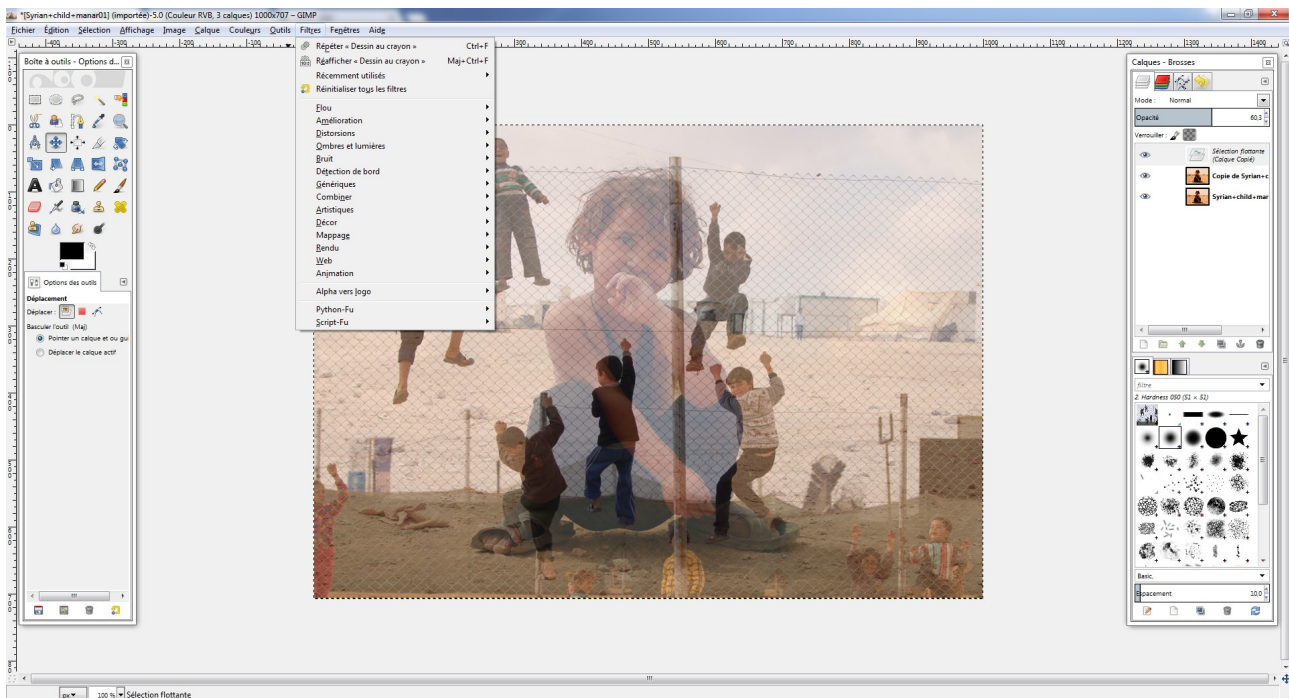 *[Syrian+child+manar01] (importée)-5.0 (Couleur RVB, 3 calques) 1000x707 – GIMP
Fichier Édition Sélection Affichage Image Calque Couleurs Outils Filtres Fenêtres Aide
Boîte à outils - Options d...
Options des outils
Déplacement
Déplacer :
Basculer l'outil (Maj)
Pointer un calque et ou gui
Déplacer le calque actif
Répéter « Dessin au crayon » Ctrl+F
Réafficher « Dessin au crayon » Maj+Ctrl+F
Récemment utilisés
Réinitialiser tous les filtres
Flou
Amélioration
Distorsions
Ombres et lumières
Bruit
Détection de bord
Génériques
Combiner
Artistiques
Décor
Mappage
Rendu
Web
Animation
Alpha vers logo
Python-Fu
Script-Fu
Calques - Brosses
Mode : Normal
Opacité 60,3
Verrouiller :
Sélection flottante
(Calque Copié)
Copie de Syrian+c
Syrian+child+mar
filtre
2. Hardness 050 (51 × 51)
Basic,
Espacement 10,0
px 100 % Sélection flottante